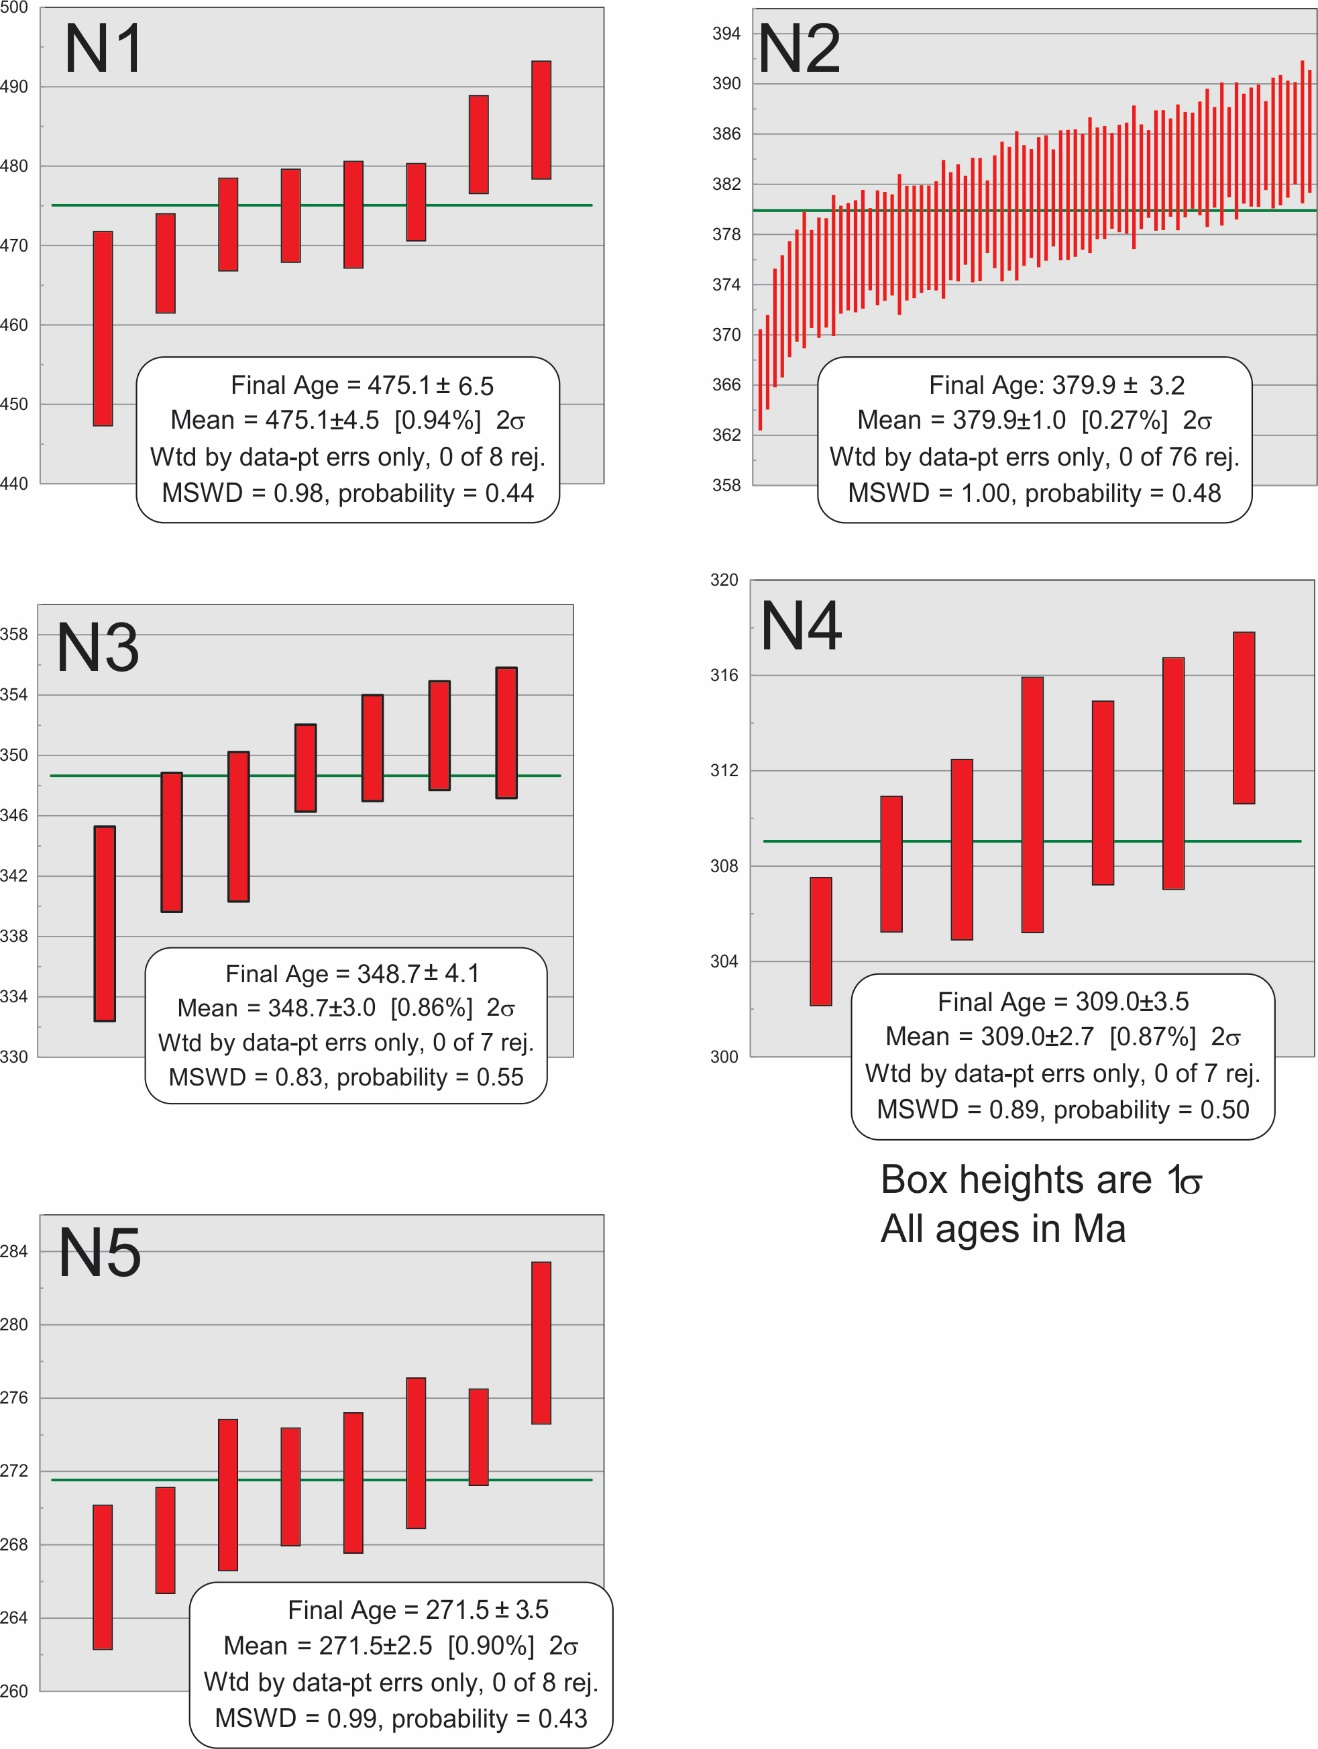 N1
500
490
480
470
460
450
440
Final Age = 475.1 ± 6.5
Mean = 475.1±4.5 [0.94%] 2σ
Wtd by data-pt errs only, 0 of 8 rej.
MSWD = 0.98, probability = 0.44
N2
394
390
386
382
378
374
370
366
362
358
Final Age: 379.9 ± 3.2
Mean = 379.9±1.0 [0.27%] 2σ
Wtd by data-pt errs only, 0 of 76 rej.
MSWD = 1.00, probability = 0.48
N3
358
354
350
346
342
338
334
330
Final Age = 348.7 ± 4.1
Mean = 348.7±3.0 [0.86%] 2σ
Wtd by data-pt errs only, 0 of 7 rej.
MSWD = 0.83, probability = 0.55
N4
320
316
312
308
304
300
Final Age = 309.0±3.5
Mean = 309.0±2.7 [0.87%] 2σ
Wtd by data-pt errs only, 0 of 7 rej.
MSWD = 0.89, probability = 0.50
Box heights are 1σ
All ages in Ma
N5
284
280
276
272
268
264
260
Final Age = 271.5 ± 3.5
Mean = 271.5±2.5 [0.90%] 2σ
Wtd by data-pt errs only, 0 of 8 rej.
MSWD = 0.99, probability = 0.43